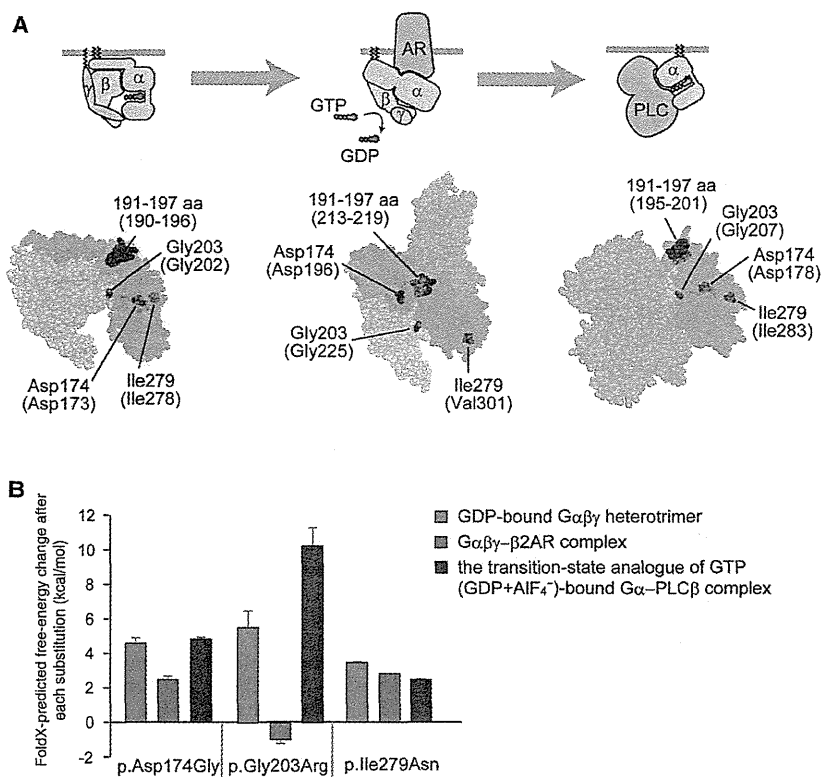 A
γ
β
α
AR
β
γ
α
GTP
GDP
α
PLC
191-197 aa
(190-196)
Gly203
(Gly202)
Asp174
(Asp173)
Ile279
(Ile278)
191-197 aa
(213-219)
Asp174
(Asp196)
Gly203
(Gly225)
Ile279
(Val301)
191-197 aa
(195-201)
Gly203
(Gly207)
Asp174
(Asp178)
Ile279
(Ile283)
B
FoldX-predicted free-energy change after
each substitution (kcal/mol)
12
10
8
6
4
2
0
-2
p.Asp174Gly
p.Gly203Arg
p.Ile279Asn
GDP-bound Gαβγ heterotrimer
Gαβγ–β2AR complex
the transition-state analogue of GTP
(GDP+AlF₄⁻)-bound Gα–PLCβ complex